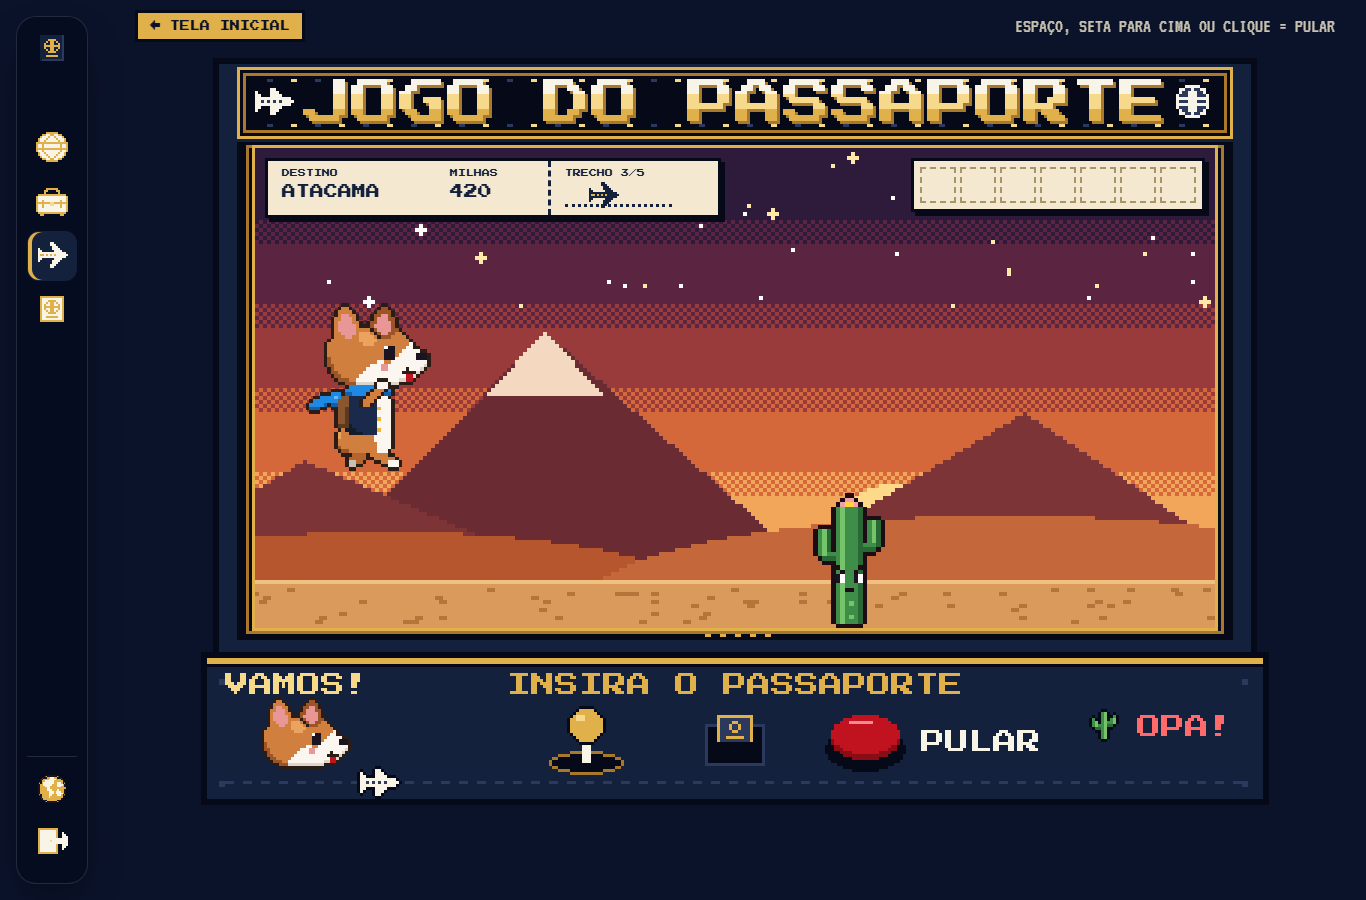 TELA INICIAL
ESPAÇO, SETA PARA CIMA OU CLIQUE = PULAR
JOGO DO PASSAPORTE
DESTINO MILHAS TRECHO 3/5
ATACAMA 420
VAMOS! INSIRA O PASSAPORTE
PULAR OPA!